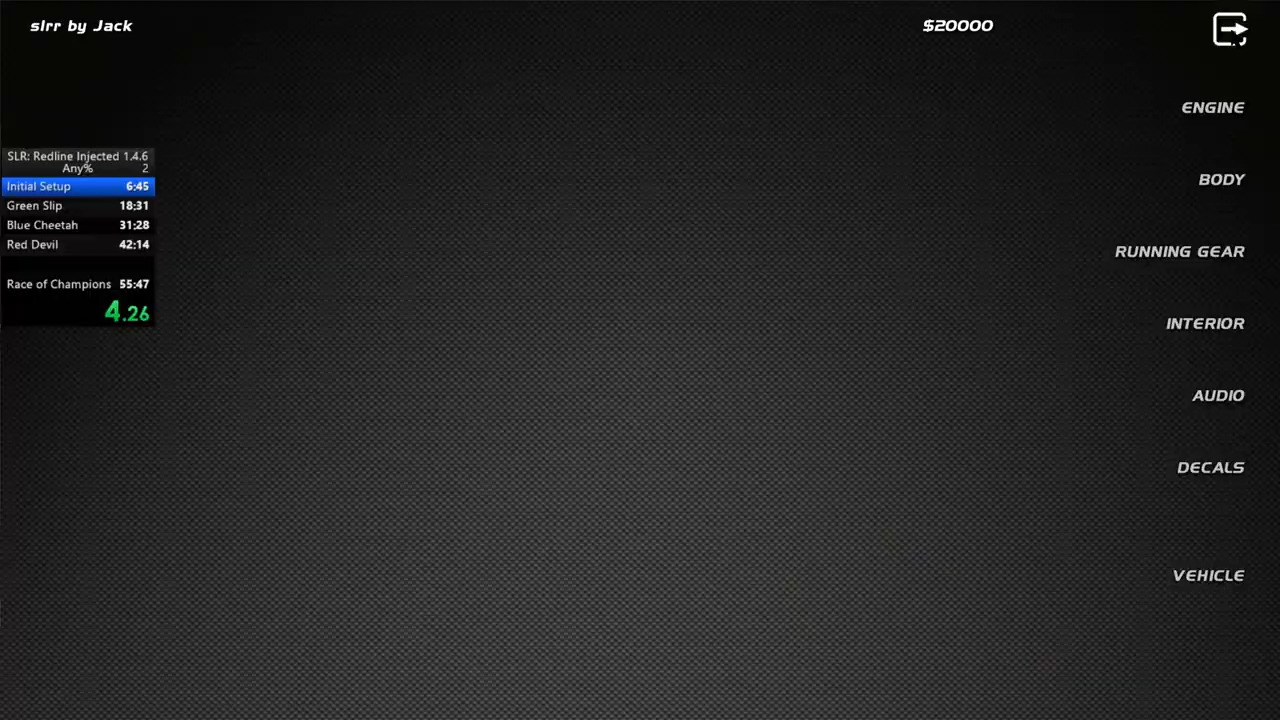 slrr by Jack
$20000
SLR: Redline Injected 1.4.6
Any% 2
Initial Setup 6:45
Green Slip 18:31
Blue Cheetah 31:28
Red Devil 42:14
Race of Champions 55:47
4.26
ENGINE
BODY
RUNNING GEAR
INTERIOR
AUDIO
DECALS
VEHICLE